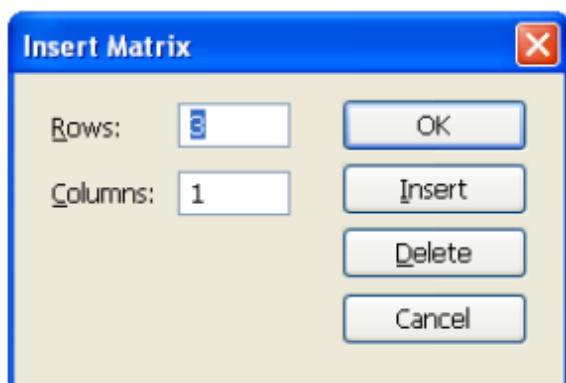 Insert Matrix
Rows: 3
OK
Columns: 1
Insert
Delete
Cancel